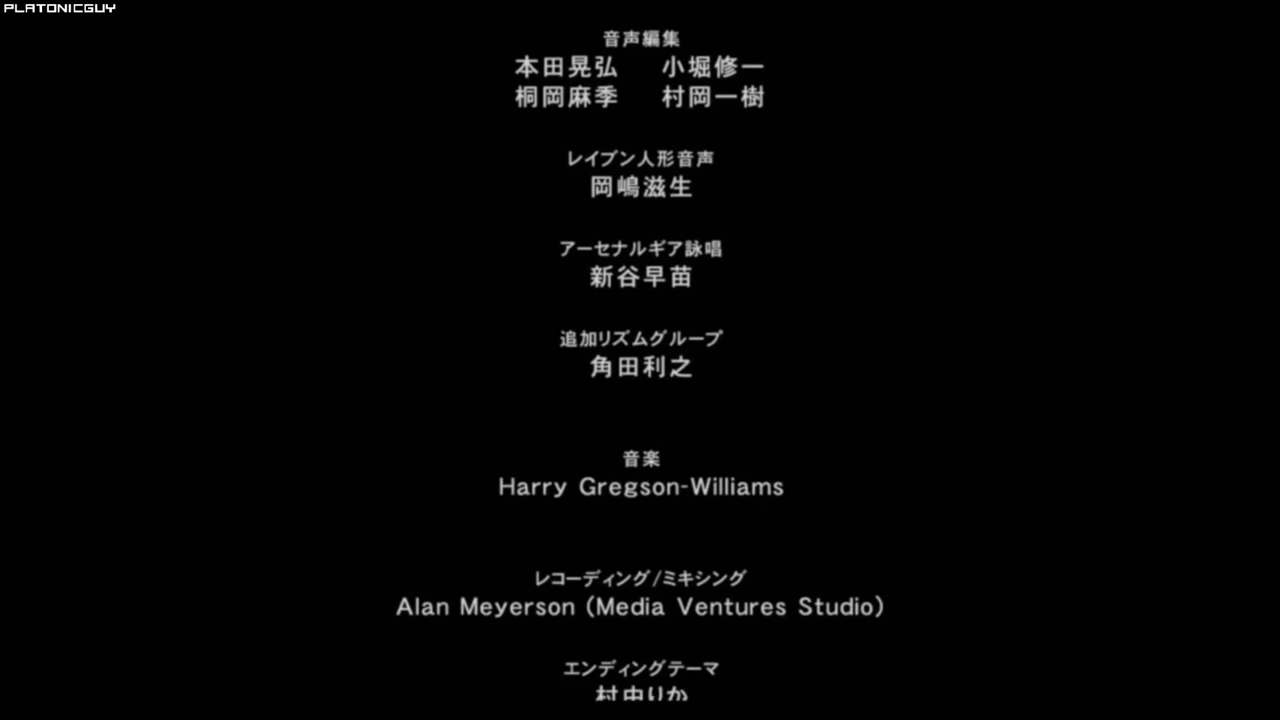 PLATONICGUY
音声編集
本田晃弘 小堀修一
桐岡麻季 村岡一樹
レイブン人形音声
岡嶋滋生
アーセナルギア詠唱
新谷早苗
追加リズムグループ
角田利之
音楽
Harry Gregson-Williams
レコーディング/ミキシング
Alan Meyerson (Media Ventures Studio)
エンディングテーマ
村中りか